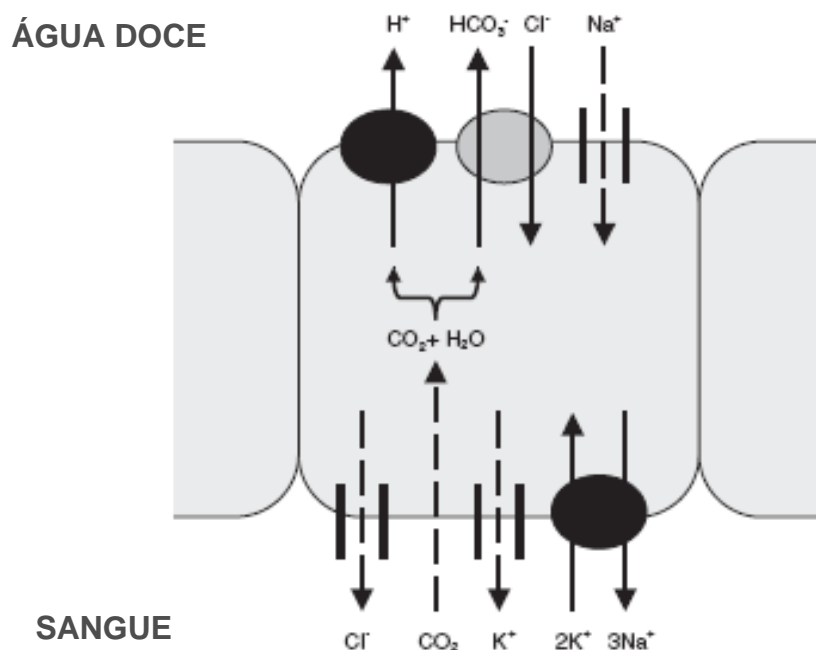 ÁGUA DOCE
H⁺ HCO₃⁻ Cl⁻ Na⁺
CO₂+ H₂O
SANGUE
Cl⁻ CO₂ K⁺ 2K⁺ 3Na⁺